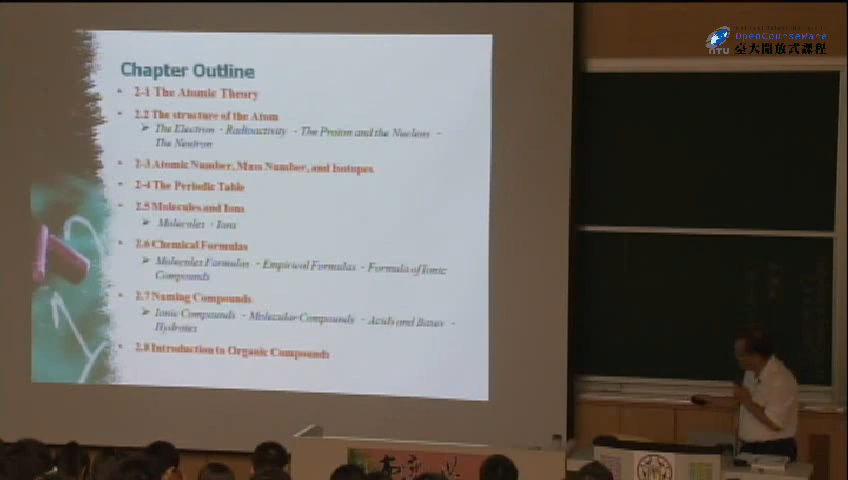 OpenCourseWare
NTU 臺大開放式課程
Chapter Outline
• 2-1 The Atomic Theory
• 2.2 The structure of the Atom
➢ The Electron - Radioactivity - The Proton and the Nucleus -
The Neutron
• 2-3 Atomic Number, Mass Number, and Isotopes
• 2-4 The Periodic Table
• 2.5 Molecules and Ions
➢ Molecules - Ions
• 2.6 Chemical Formulas
➢ Molecular Formulas - Empirical Formulas - Formula of Ionic
Compounds
• 2.7 Naming Compounds
➢ Ionic Compounds - Molecular Compounds - Acids and Bases -
Hydrates
• 2.8 Introduction to Organic Compounds